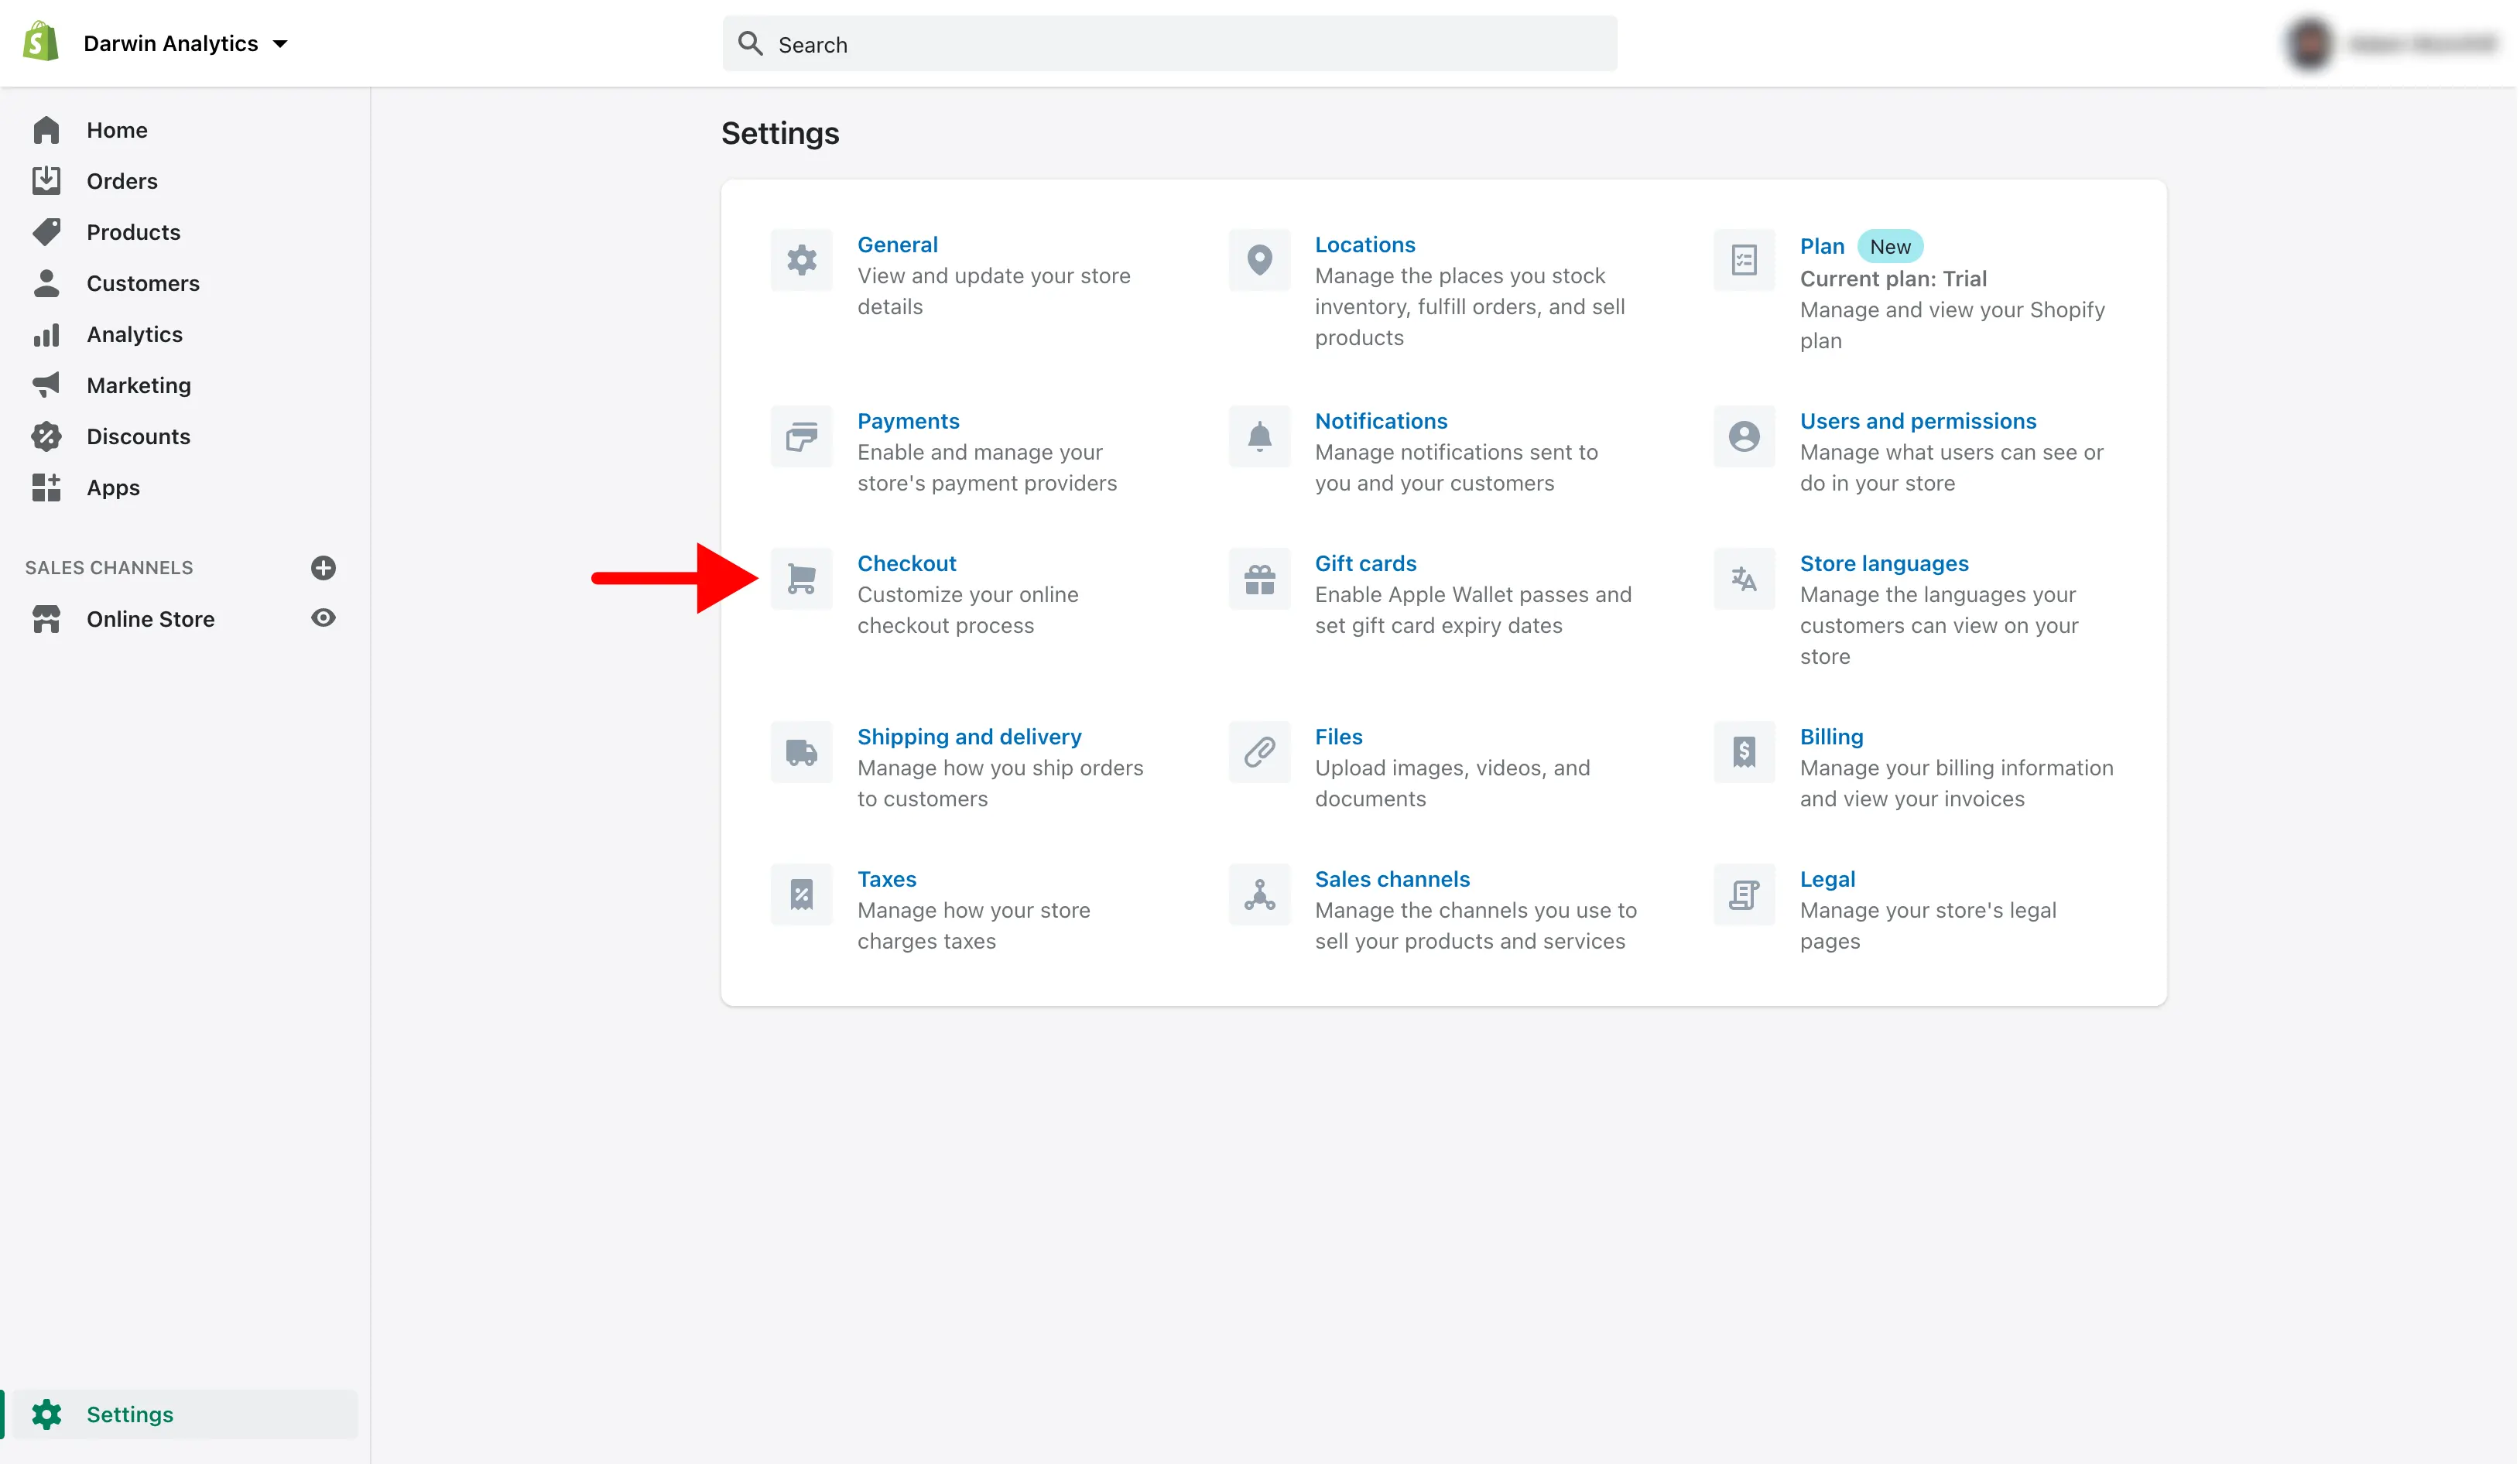 Darwin Analytics
Search
Home
Orders
Products
Customers
Analytics
Marketing
Discounts
Apps
SALES CHANNELS
Online Store
Settings
Settings
General
View and update your store
details
Locations
Manage the places you stock
inventory, fulfill orders, and sell
products
Plan New
Current plan: Trial
Manage and view your Shopify
plan
Payments
Enable and manage your
store's payment providers
Notifications
Manage notifications sent to
you and your customers
Users and permissions
Manage what users can see or
do in your store
Checkout
Customize your online
checkout process
Gift cards
Enable Apple Wallet passes and
set gift card expiry dates
Store languages
Manage the languages your
customers can view on your
store
Shipping and delivery
Manage how you ship orders
to customers
Files
Upload images, videos, and
documents
Billing
Manage your billing information
and view your invoices
Taxes
Manage how your store
charges taxes
Sales channels
Manage the channels you use to
sell your products and services
Legal
Manage your store's legal
pages